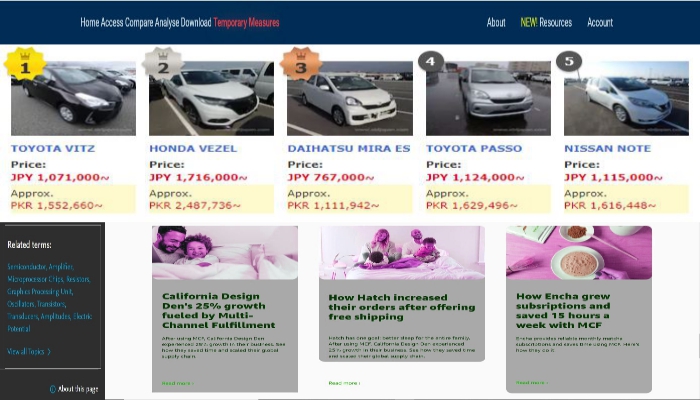 Home Access Compare Analyse Download Temporary Measures
About NEW! Resources Account
1 2 3 4 5
TOYOTA VITZ
Price:
JPY 1,071,000~
Approx.
PKR 1,552,660~
HONDA VEZEL
Price:
JPY 1,716,000~
Approx.
PKR 2,487,736~
DAIHATSU MIRA ES
Price:
JPY 767,000~
Approx.
PKR 1,111,942~
TOYOTA PASSO
Price:
JPY 1,124,000~
Approx.
PKR 1,629,496~
NISSAN NOTE
Price:
JPY 1,115,000~
Approx.
PKR 1,616,448~
Related terms:
Semiconductor, Amplifier,
Microprocessor Chips, Resistors,
Graphics Processing Unit,
Oscillators, Transistors,
Transducers, Amplitudes, Electric
Potential
View all Topics >
About this page
California Design
Den's 25% growth
fueled by Multi-
Channel Fulfillment
After using MCF, California Design Den
experienced 25% growth in their business. See
how they saved time and scaled their global
supply chain.
Read more ›
How Hatch increased
their orders after offering
free shipping
Hatch has one goal: better sleep for the entire family.
After using MCF, California Design Den experienced
25% growth in their business. See how they saved time
and scaled their global supply chain.
Read more ›
How Encha grew
subsriptions and
saved 15 hours a
week with MCF
Encha provides reliable monthly matcha
subscriptions and saves time using MCF. Here's
how they do it.
Read more ›